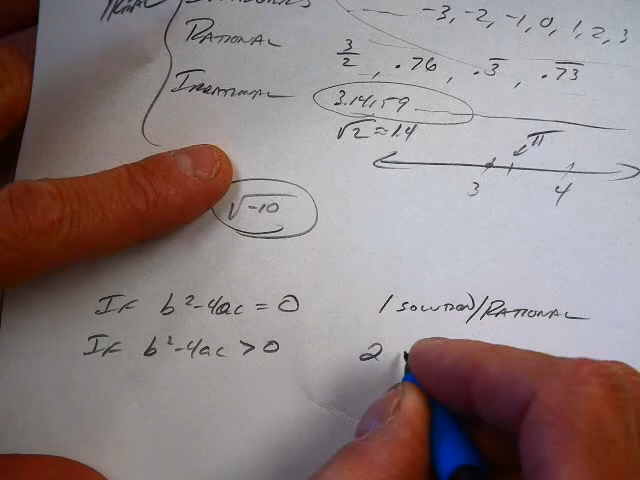 -3, -2, -1, 0, 1, 2, 3
Rational 3/2, .76, .3̅, .7̅3̅
Irrational 3.14159
√2 ≈ 1.4
π
3 4
√-10
If b²-4ac = 0 1 solution/Rational
If b²-4ac > 0 2